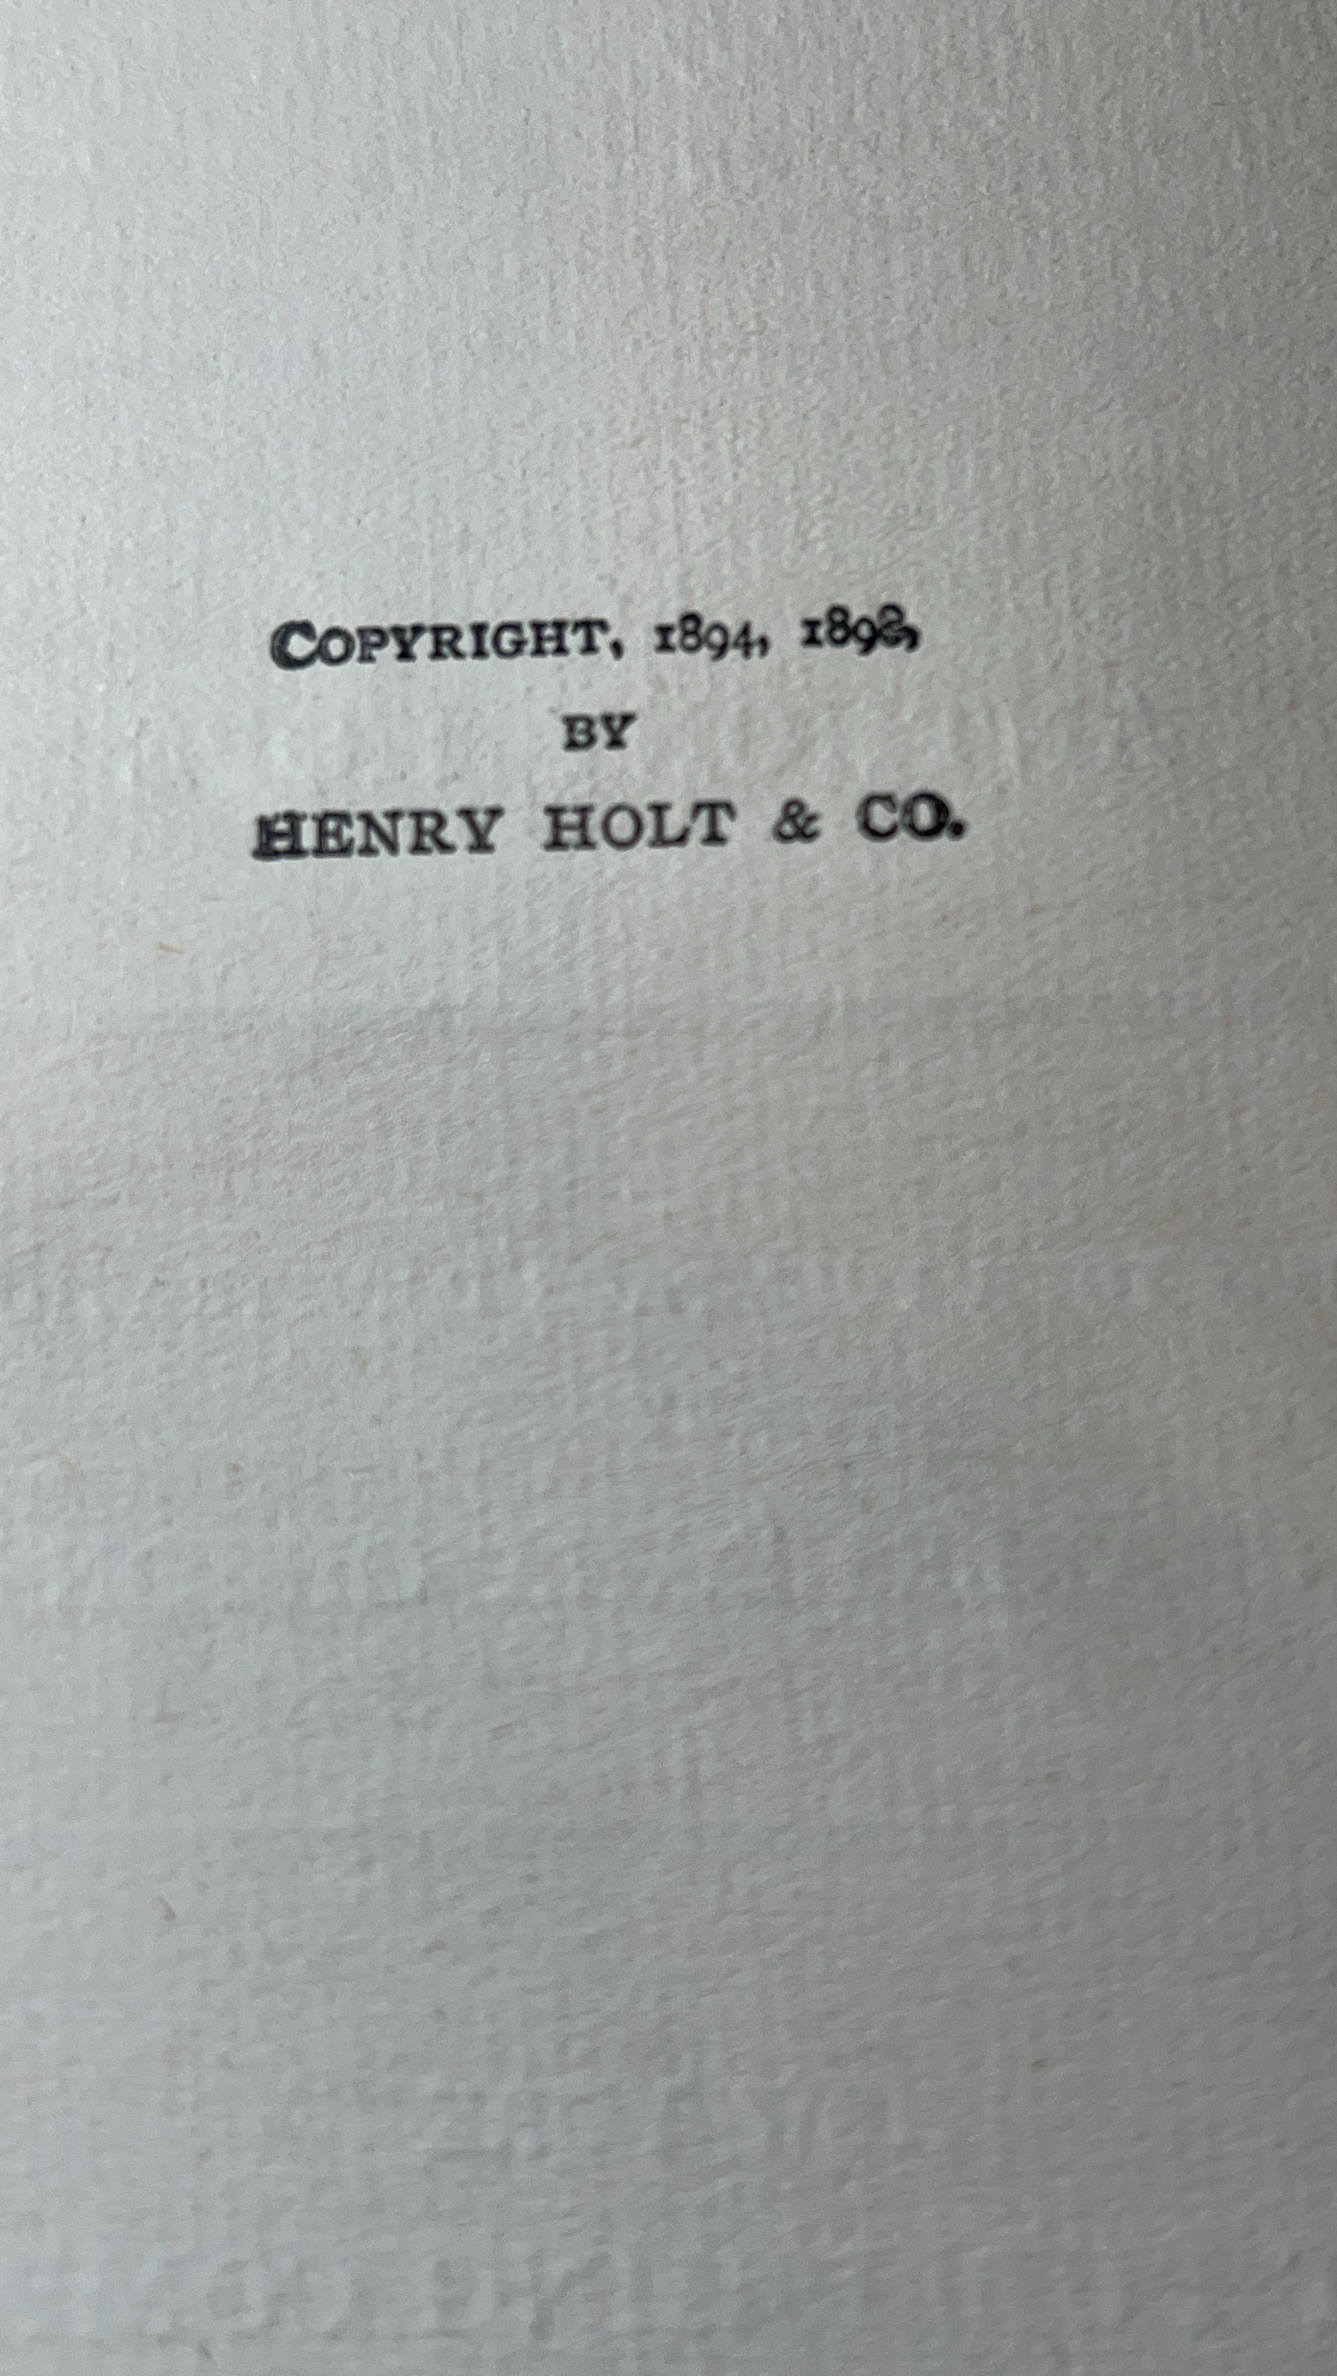 COPYRIGHT, 1894, 1898,
BY
HENRY HOLT & CO.